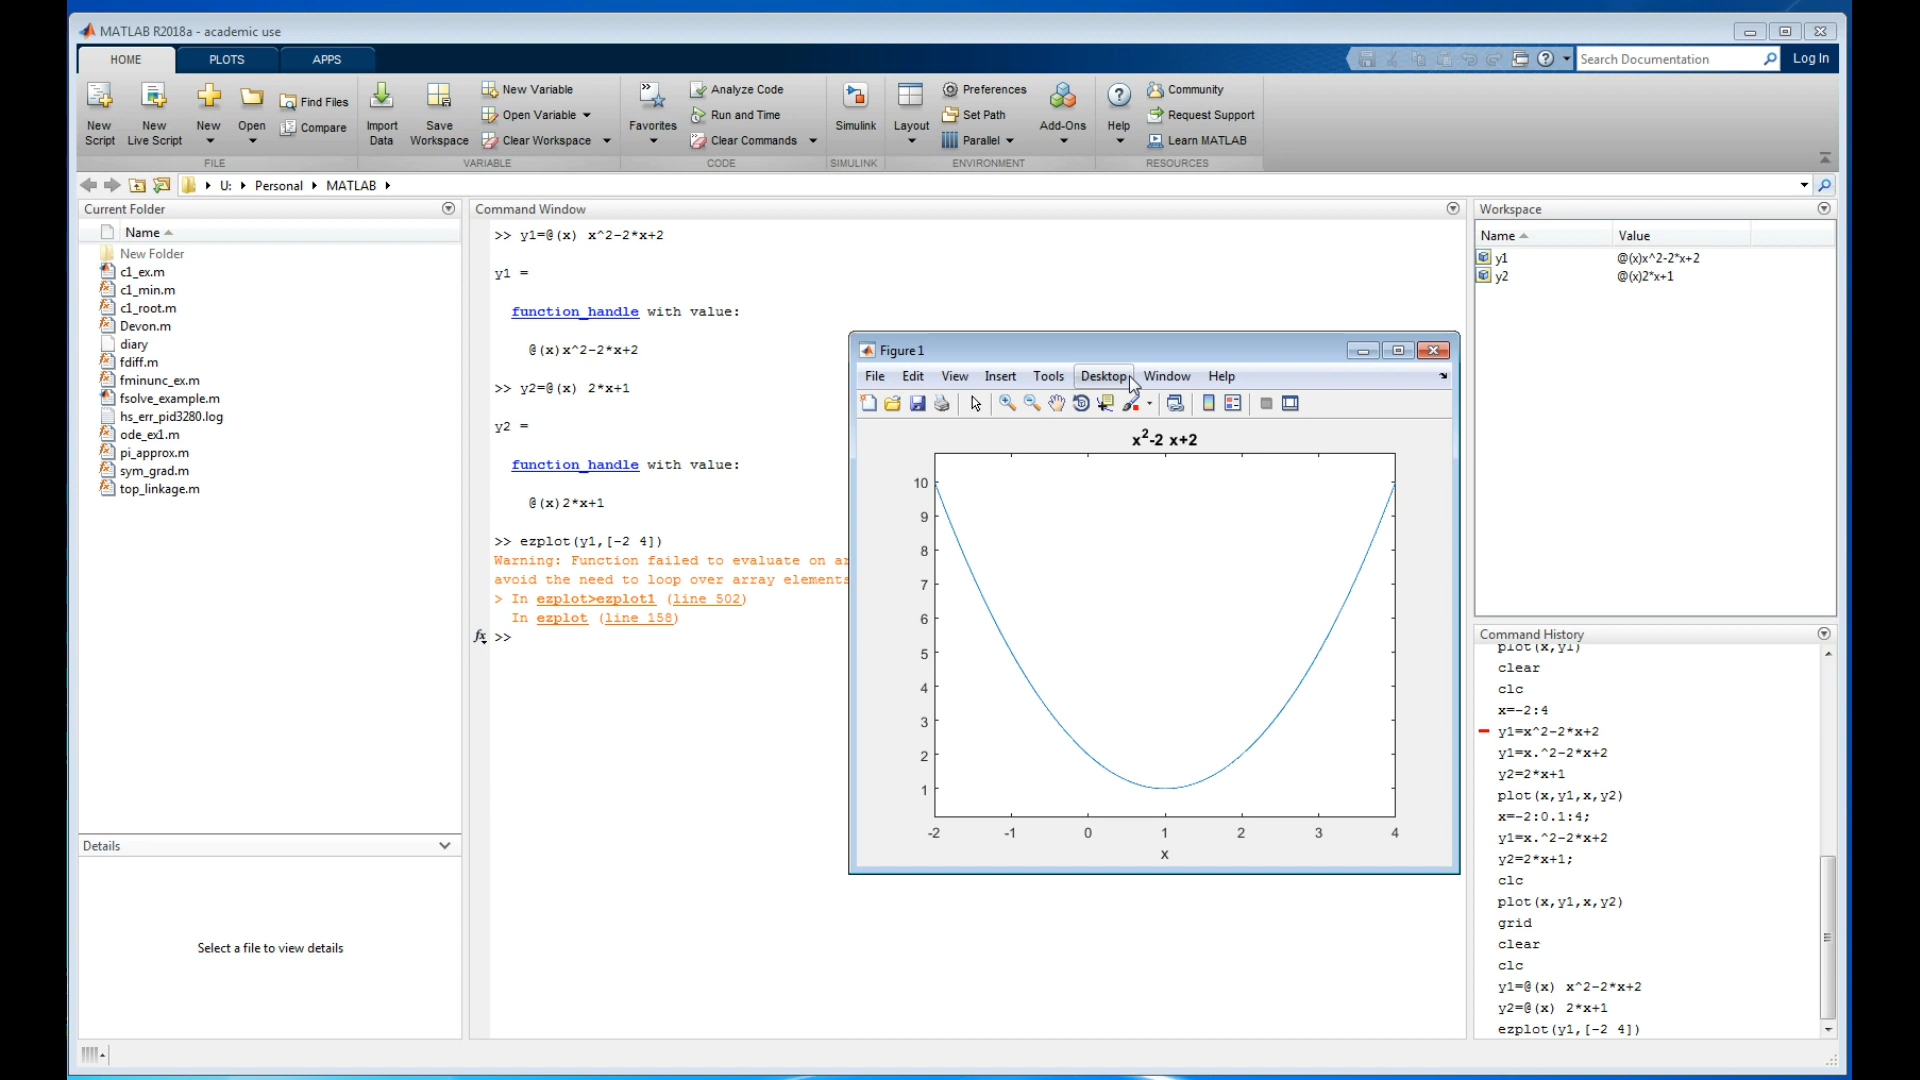 MATLAB R2018a - academic use
HOME PLOTS APPS
Search Documentation Log In
New Script
New Live Script
New
Open
Find Files
Compare
Import Data
Save Workspace
New Variable
Open Variable
Clear Workspace
Favorites
Analyze Code
Run and Time
Clear Commands
Simulink
Layout
Preferences
Set Path
Parallel
Add-Ons
Help
Community
Request Support
Learn MATLAB
FILE VARIABLE CODE SIMULINK ENVIRONMENT RESOURCES
U: Personal MATLAB
Current Folder
Name
New Folder
c1_ex.m
c1_min.m
c1_root.m
Devon.m
diary
fdiff.m
fminunc_ex.m
fsolve_example.m
hs_err_pid3280.log
ode_ex1.m
pi_approx.m
sym_grad.m
top_linkage.m
Details
Select a file to view details
Command Window
>> y1=@(x) x^2-2*x+2
y1 =
function_handle with value:
@(x)x^2-2*x+2
>> y2=@(x) 2*x+1
y2 =
function_handle with value:
@(x)2*x+1
>> ezplot(y1,[-2 4])
Warning: Function failed to evaluate on
avoid the need to loop over array elements
> In ezplot>ezplot1 (line 502)
In ezplot (line 158)
fx >>
Figure 1
File Edit View Insert Tools Desktop Window Help
x²-2 x+2
10
9
8
7
6
5
4
3
2
1
-2 -1 0 1 2 3 4
x
Workspace
Name Value
y1 @(x)x^2-2*x+2
y2 @(x)2*x+1
Command History
plot(x,y1)
clear
clc
x=-2:4
y1=x^2-2*x+2
y1=x.^2-2*x+2
y2=2*x+1
plot(x,y1,x,y2)
x=-2:0.1:4;
y1=x.^2-2*x+2
y2=2*x+1;
clc
plot(x,y1,x,y2)
grid
clear
clc
y1=@(x) x^2-2*x+2
y2=@(x) 2*x+1
ezplot(y1,[-2 4])